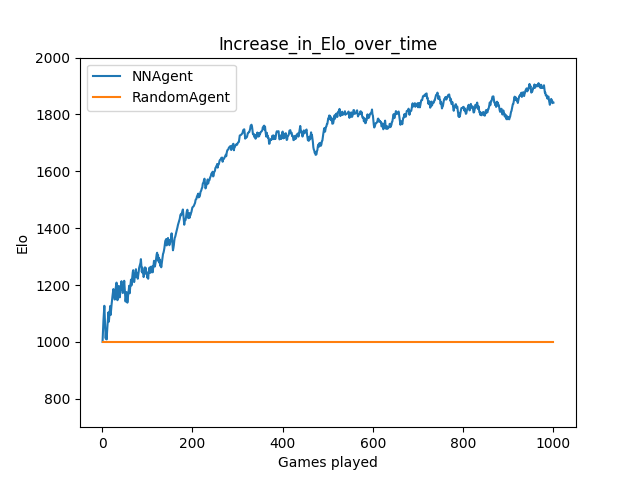 Increase_in_Elo_over_time
NNAgent
RandomAgent
2000
1800
1600
1400
1200
1000
800
Elo
0 200 400 600 800 1000
Games played